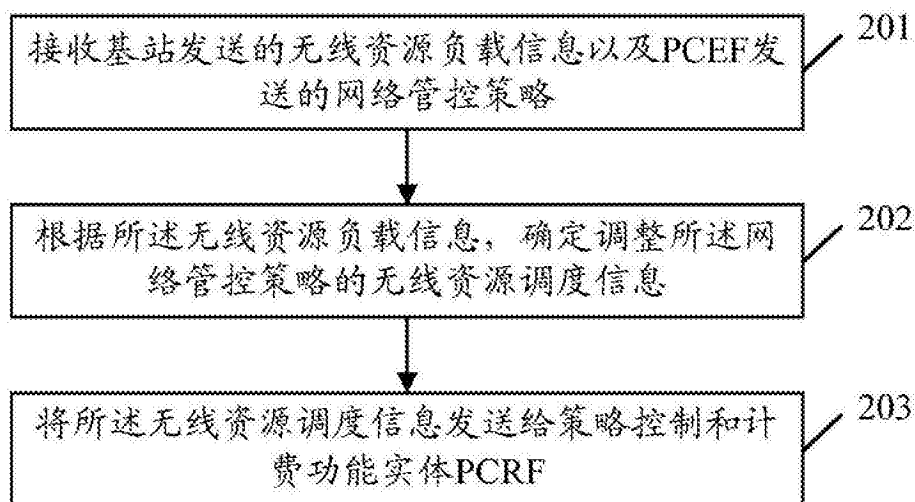 接收基站发送的无线资源负载信息以及PCEF发
送的网络管控策略
201
根据所述无线资源负载信息，确定调整所述网
络管控策略的无线资源调度信息
202
将所述无线资源调度信息发送给策略控制和计
费功能实体PCRF
203